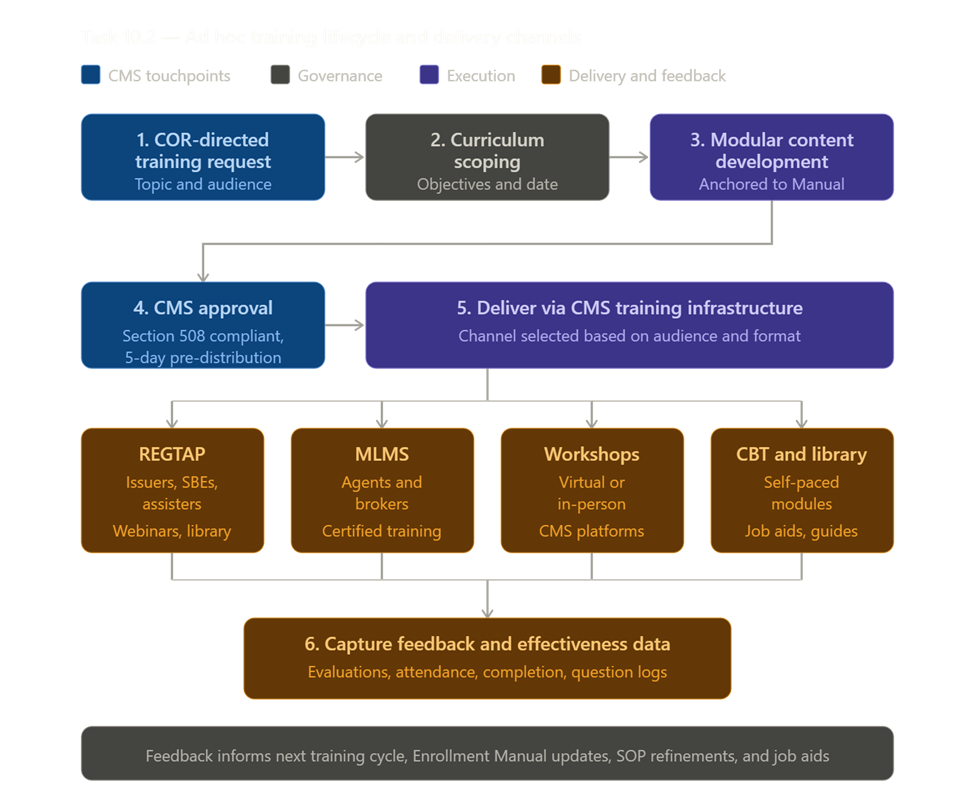 Task III.2 — Ad hoc training lifecycle and delivery channels
CMS touchpoints
Governance
Execution
Delivery and feedback
1. COR-directed
training request
Topic and audience
2. Curriculum
scoping
Objectives and date
3. Modular content
development
Anchored to Manual
4. CMS approval
Section 508 compliant,
5-day pre-distribution
5. Deliver via CMS training infrastructure
Channel selected based on audience and format
REGTAP
Issuers, SBEs,
assisters
Webinars, library
MLMS
Agents and
brokers
Certified training
Workshops
Virtual or
in-person
CMS platforms
CBT and library
Self-paced
modules
Job aids, guides
6. Capture feedback and effectiveness data
Evaluations, attendance, completion, question logs
Feedback informs next training cycle, Enrollment Manual updates, SOP refinements, and job aids